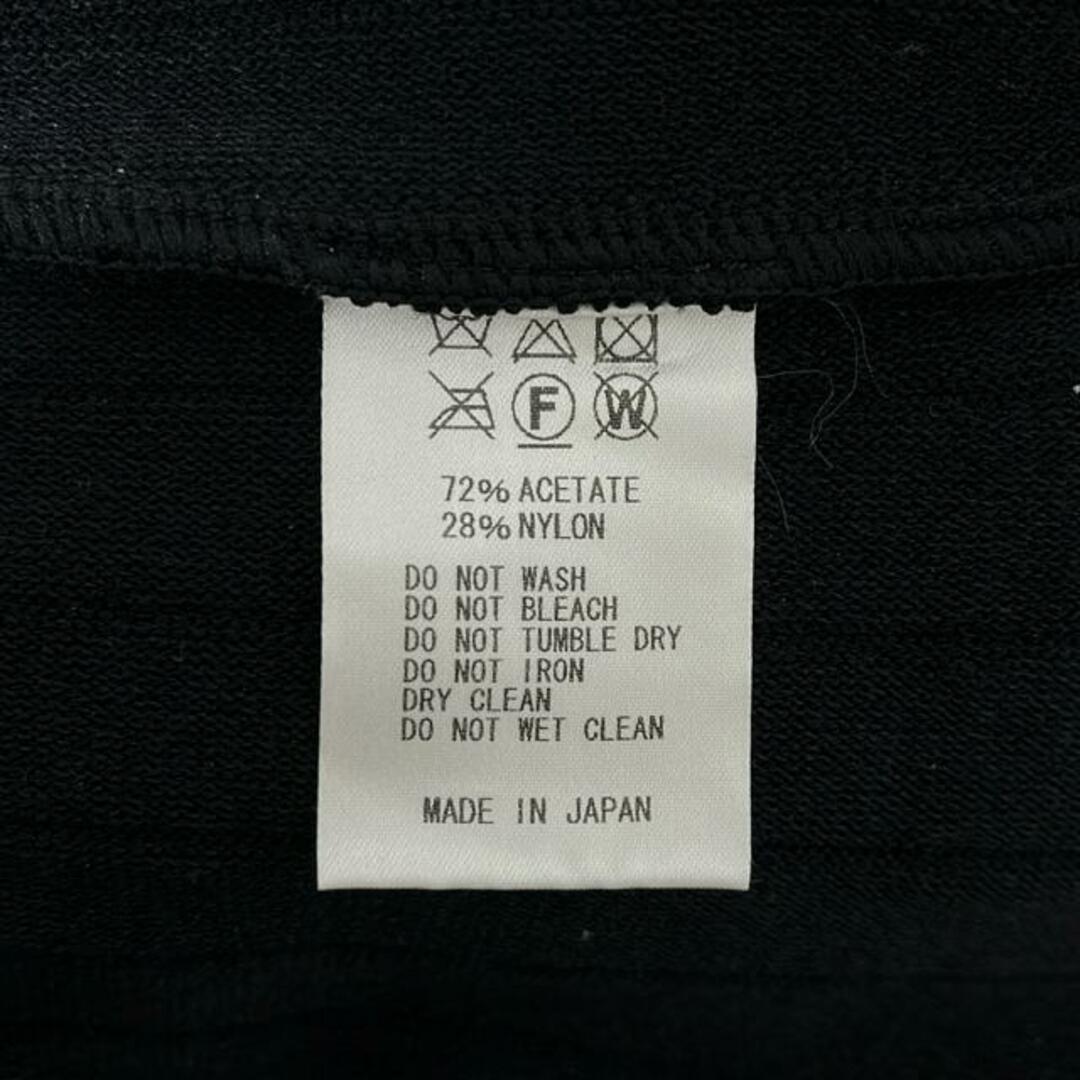 F W
72% ACETATE
28% NYLON
DO NOT WASH
DO NOT BLEACH
DO NOT TUMBLE DRY
DO NOT IRON
DRY CLEAN
DO NOT WET CLEAN
MADE IN JAPAN